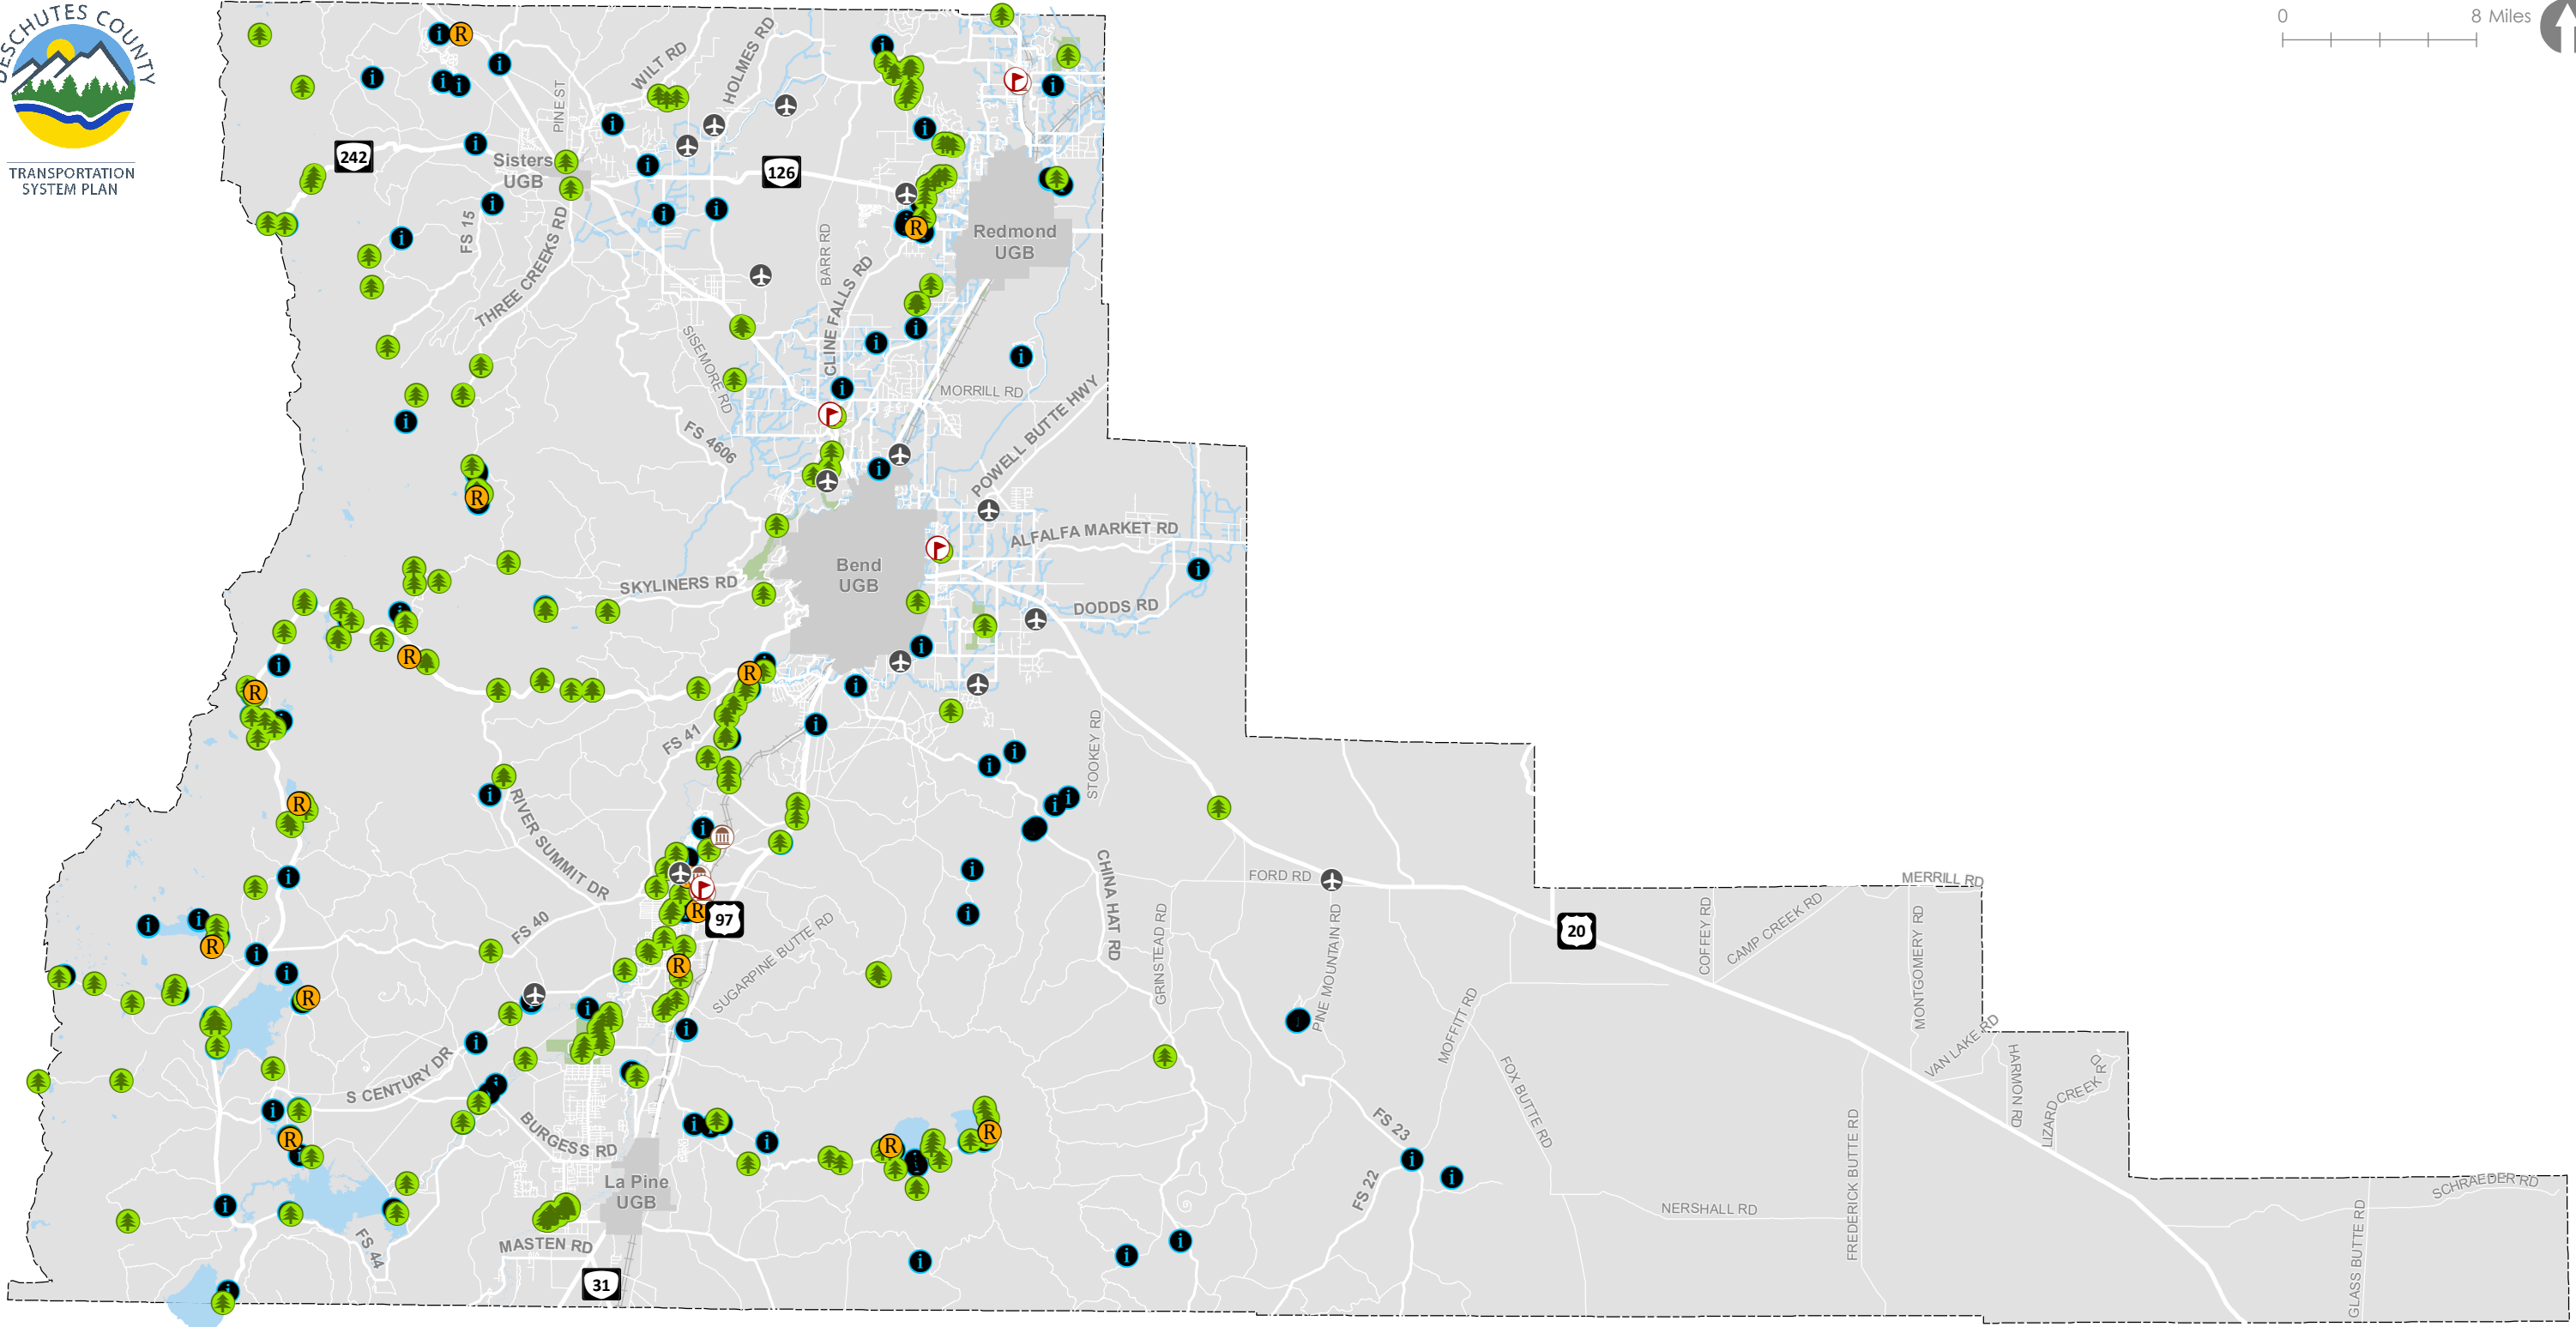 DESCHUTES COUNTY
TRANSPORTATION
SYSTEM PLAN
0 8 Miles
WILT RD
HOLMES RD
PINE ST
242
Sisters
UGB
126
FS 15
THREE CREEKS RD
BARR RD
CLINE FALLS RD
Redmond
UGB
SISEMORE RD
MORRILL RD
FS 4606
POWELL BUTTE HWY
ALFALFA MARKET RD
Bend
UGB
SKYLINERS RD
DODDS RD
FS 41
STOOKEY RD
RIVER SUMMIT DR
CHINA HAT RD
FORD RD
MERRILL RD
97
FS 40
SUGARPINE BUTTE RD
GRINSTEAD RD
PINE MOUNTAIN RD
20
COFFEY RD
CAMP CREEK RD
MONTGOMERY RD
MOFFITT RD
VAN LAKE RD
HARMON RD
LIZARD CREEK RD
S CENTURY DR
FOX BUTTE RD
BURGESS RD
FS 23
La Pine
UGB
FS 22
NERSHALL RD
FREDERICK BUTTE RD
SCHRAEDER RD
GLASS BUTTE RD
FS 44
MASTEN RD
31
R
R
R
R
R
R
R
R
R
R
R
R
R
R